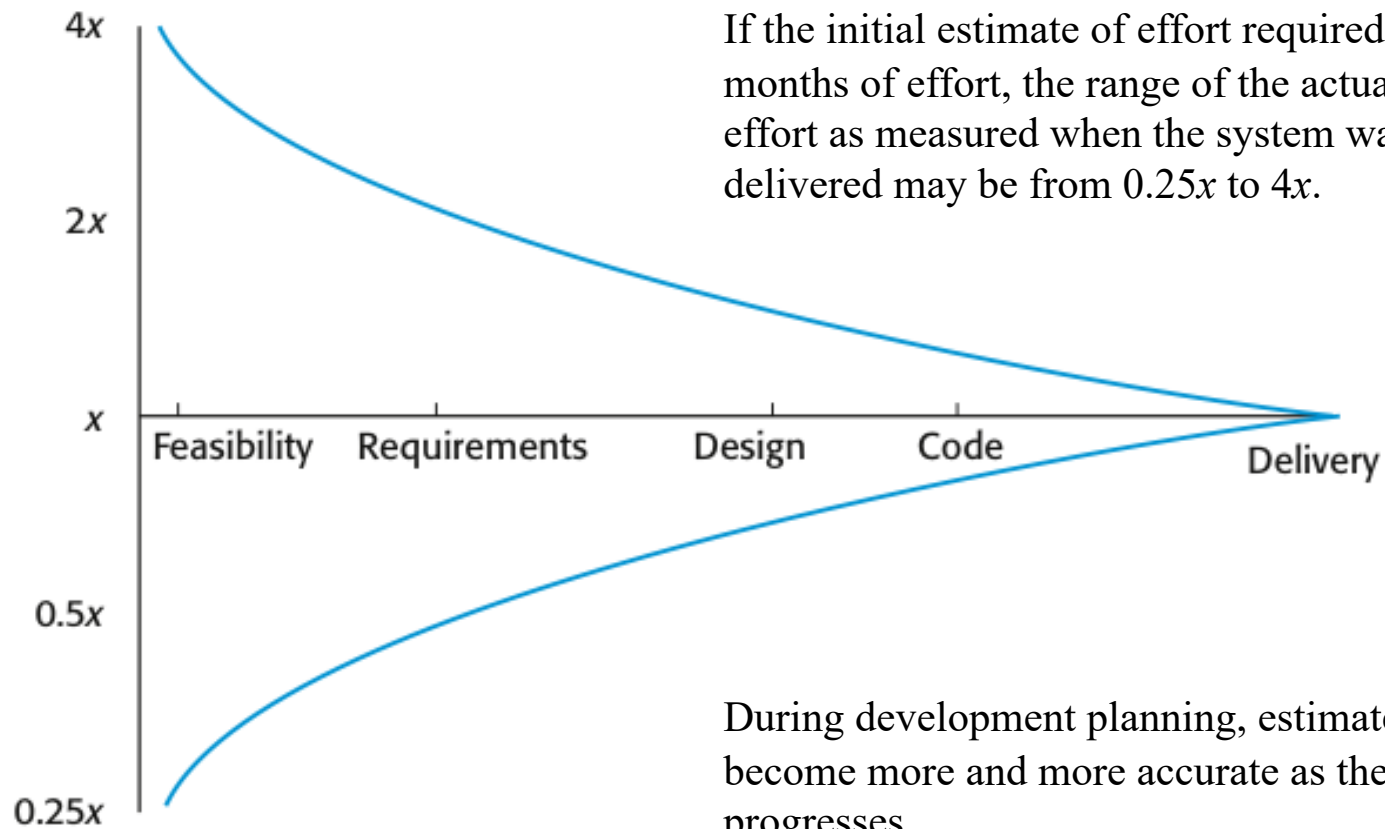 4x
If the initial estimate of effort required
months of effort, the range of the actua
effort as measured when the system wa
delivered may be from 0.25x to 4x.
2x
x
Feasibility Requirements Design Code Delivery
0.5x
During development planning, estimate
become more and more accurate as the
progresses
0.25x